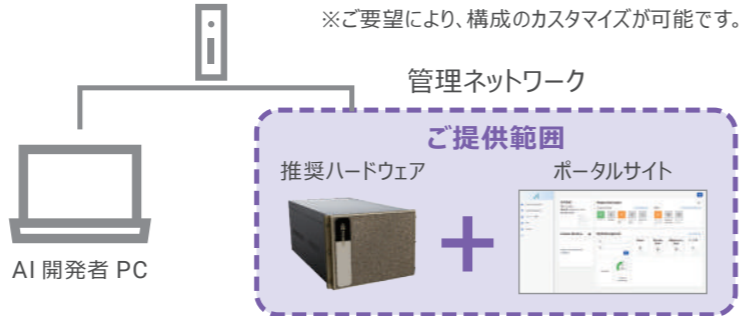 ※ご要望により、構成のカスタマイズが可能です。
管理ネットワーク
ご提供範囲
推奨ハードウェア
ポータルサイト
+
AI 開発者 PC